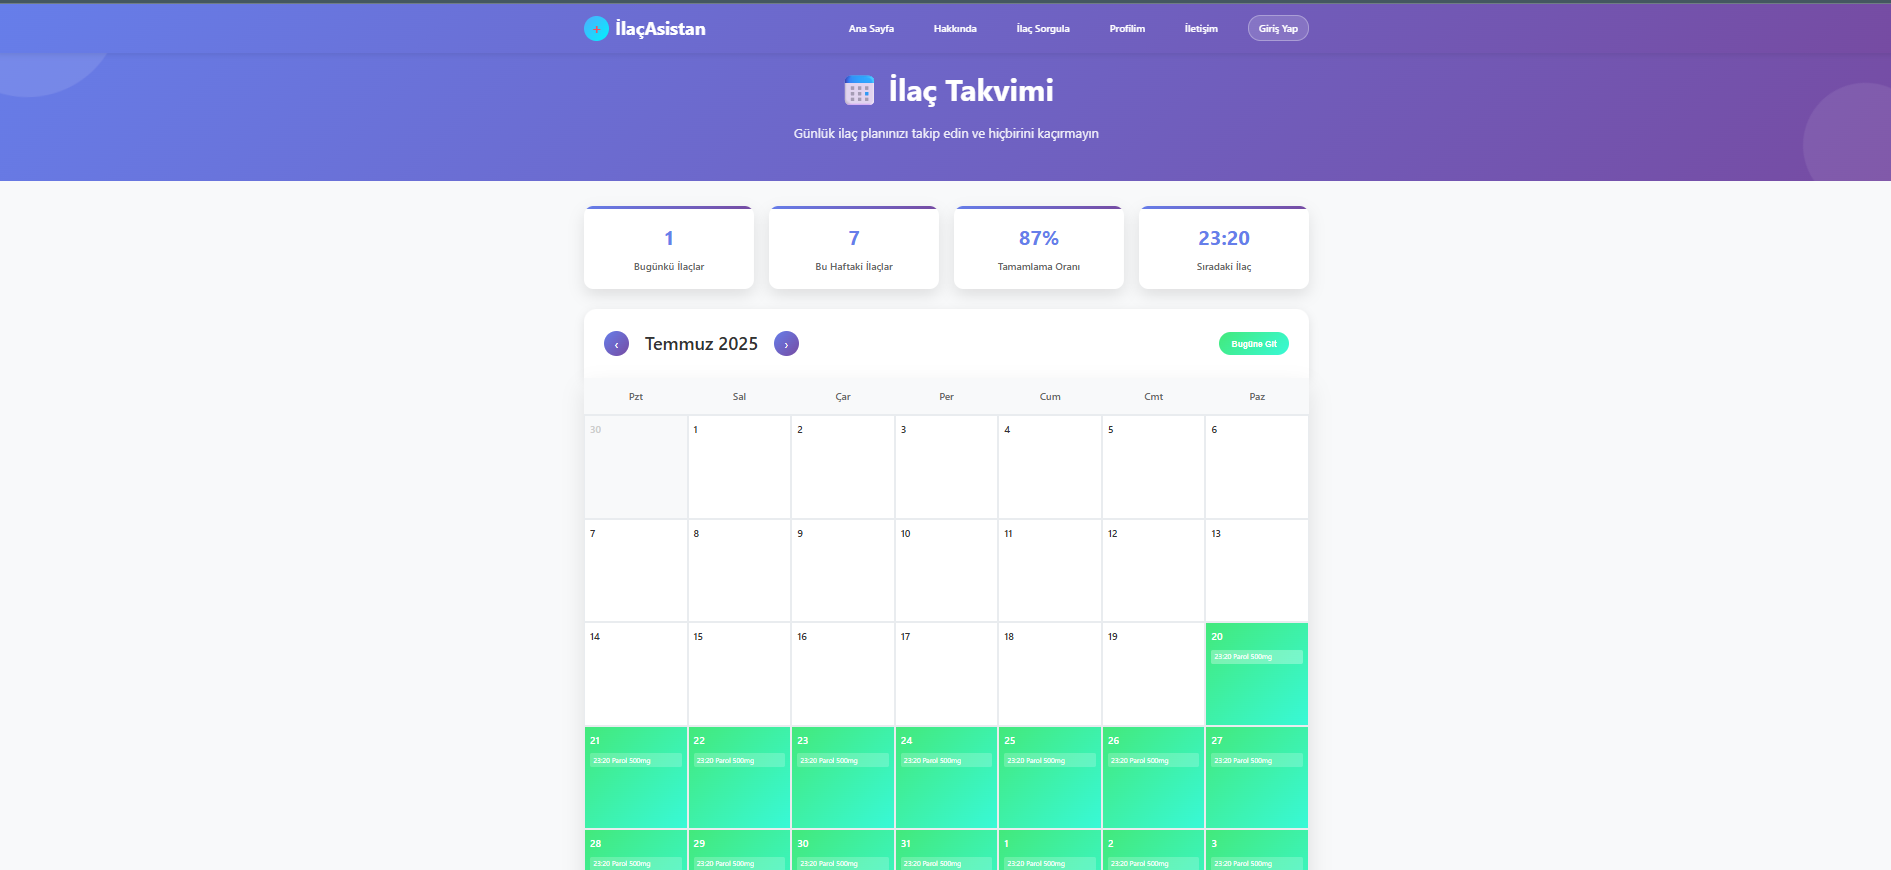 İlaçAsistan
Ana Sayfa Hakkında İlaç Sorgula Profilim İletişim Giriş Yap
İlaç Takvimi
Günlük ilaç planınızı takip edin ve hiçbirini kaçırmayın
1 7 87% 23:20
Bugünkü İlaçlar Bu Haftaki İlaçlar Tamamlama Oranı Sıradaki İlaç
‹ Temmuz 2025 › Bugüne Git
Pzt Sal Çar Per Cum Cmt Paz
30 1 2 3 4 5 6
7 8 9 10 11 12 13
14 15 16 17 18 19 20
23:20 Parol 500mg
21 22 23 24 25 26 27
23:20 Parol 500mg 23:20 Parol 500mg 23:20 Parol 500mg 23:20 Parol 500mg 23:20 Parol 500mg 23:20 Parol 500mg 23:20 Parol 500mg
28 29 30 31 1 2 3
23:20 Parol 500mg 23:20 Parol 500mg 23:20 Parol 500mg 23:20 Parol 500mg 23:20 Parol 500mg 23:20 Parol 500mg 23:20 Parol 500mg